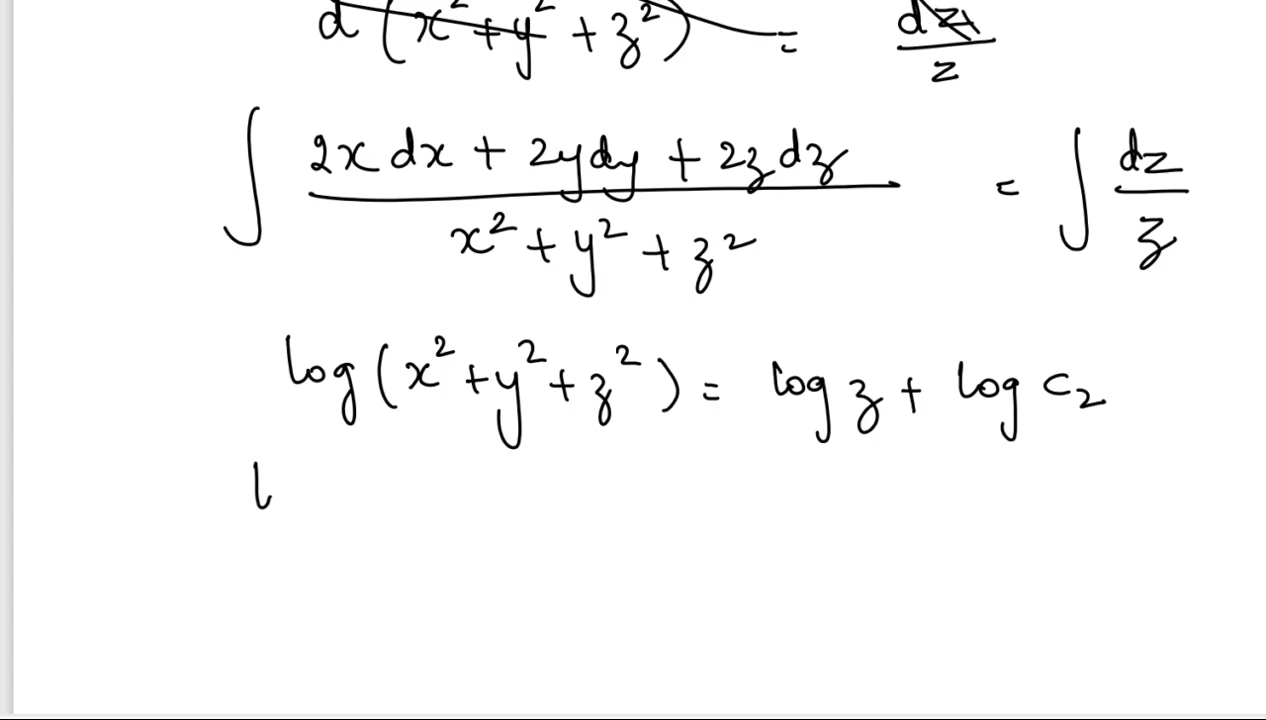 d(x²+y²+z²) = dz/z
∫ (2x dx + 2y dy + 2z dz)/(x² + y² + z²) = ∫ dz/z
log(x²+y²+z²) = log z + log c₂
l